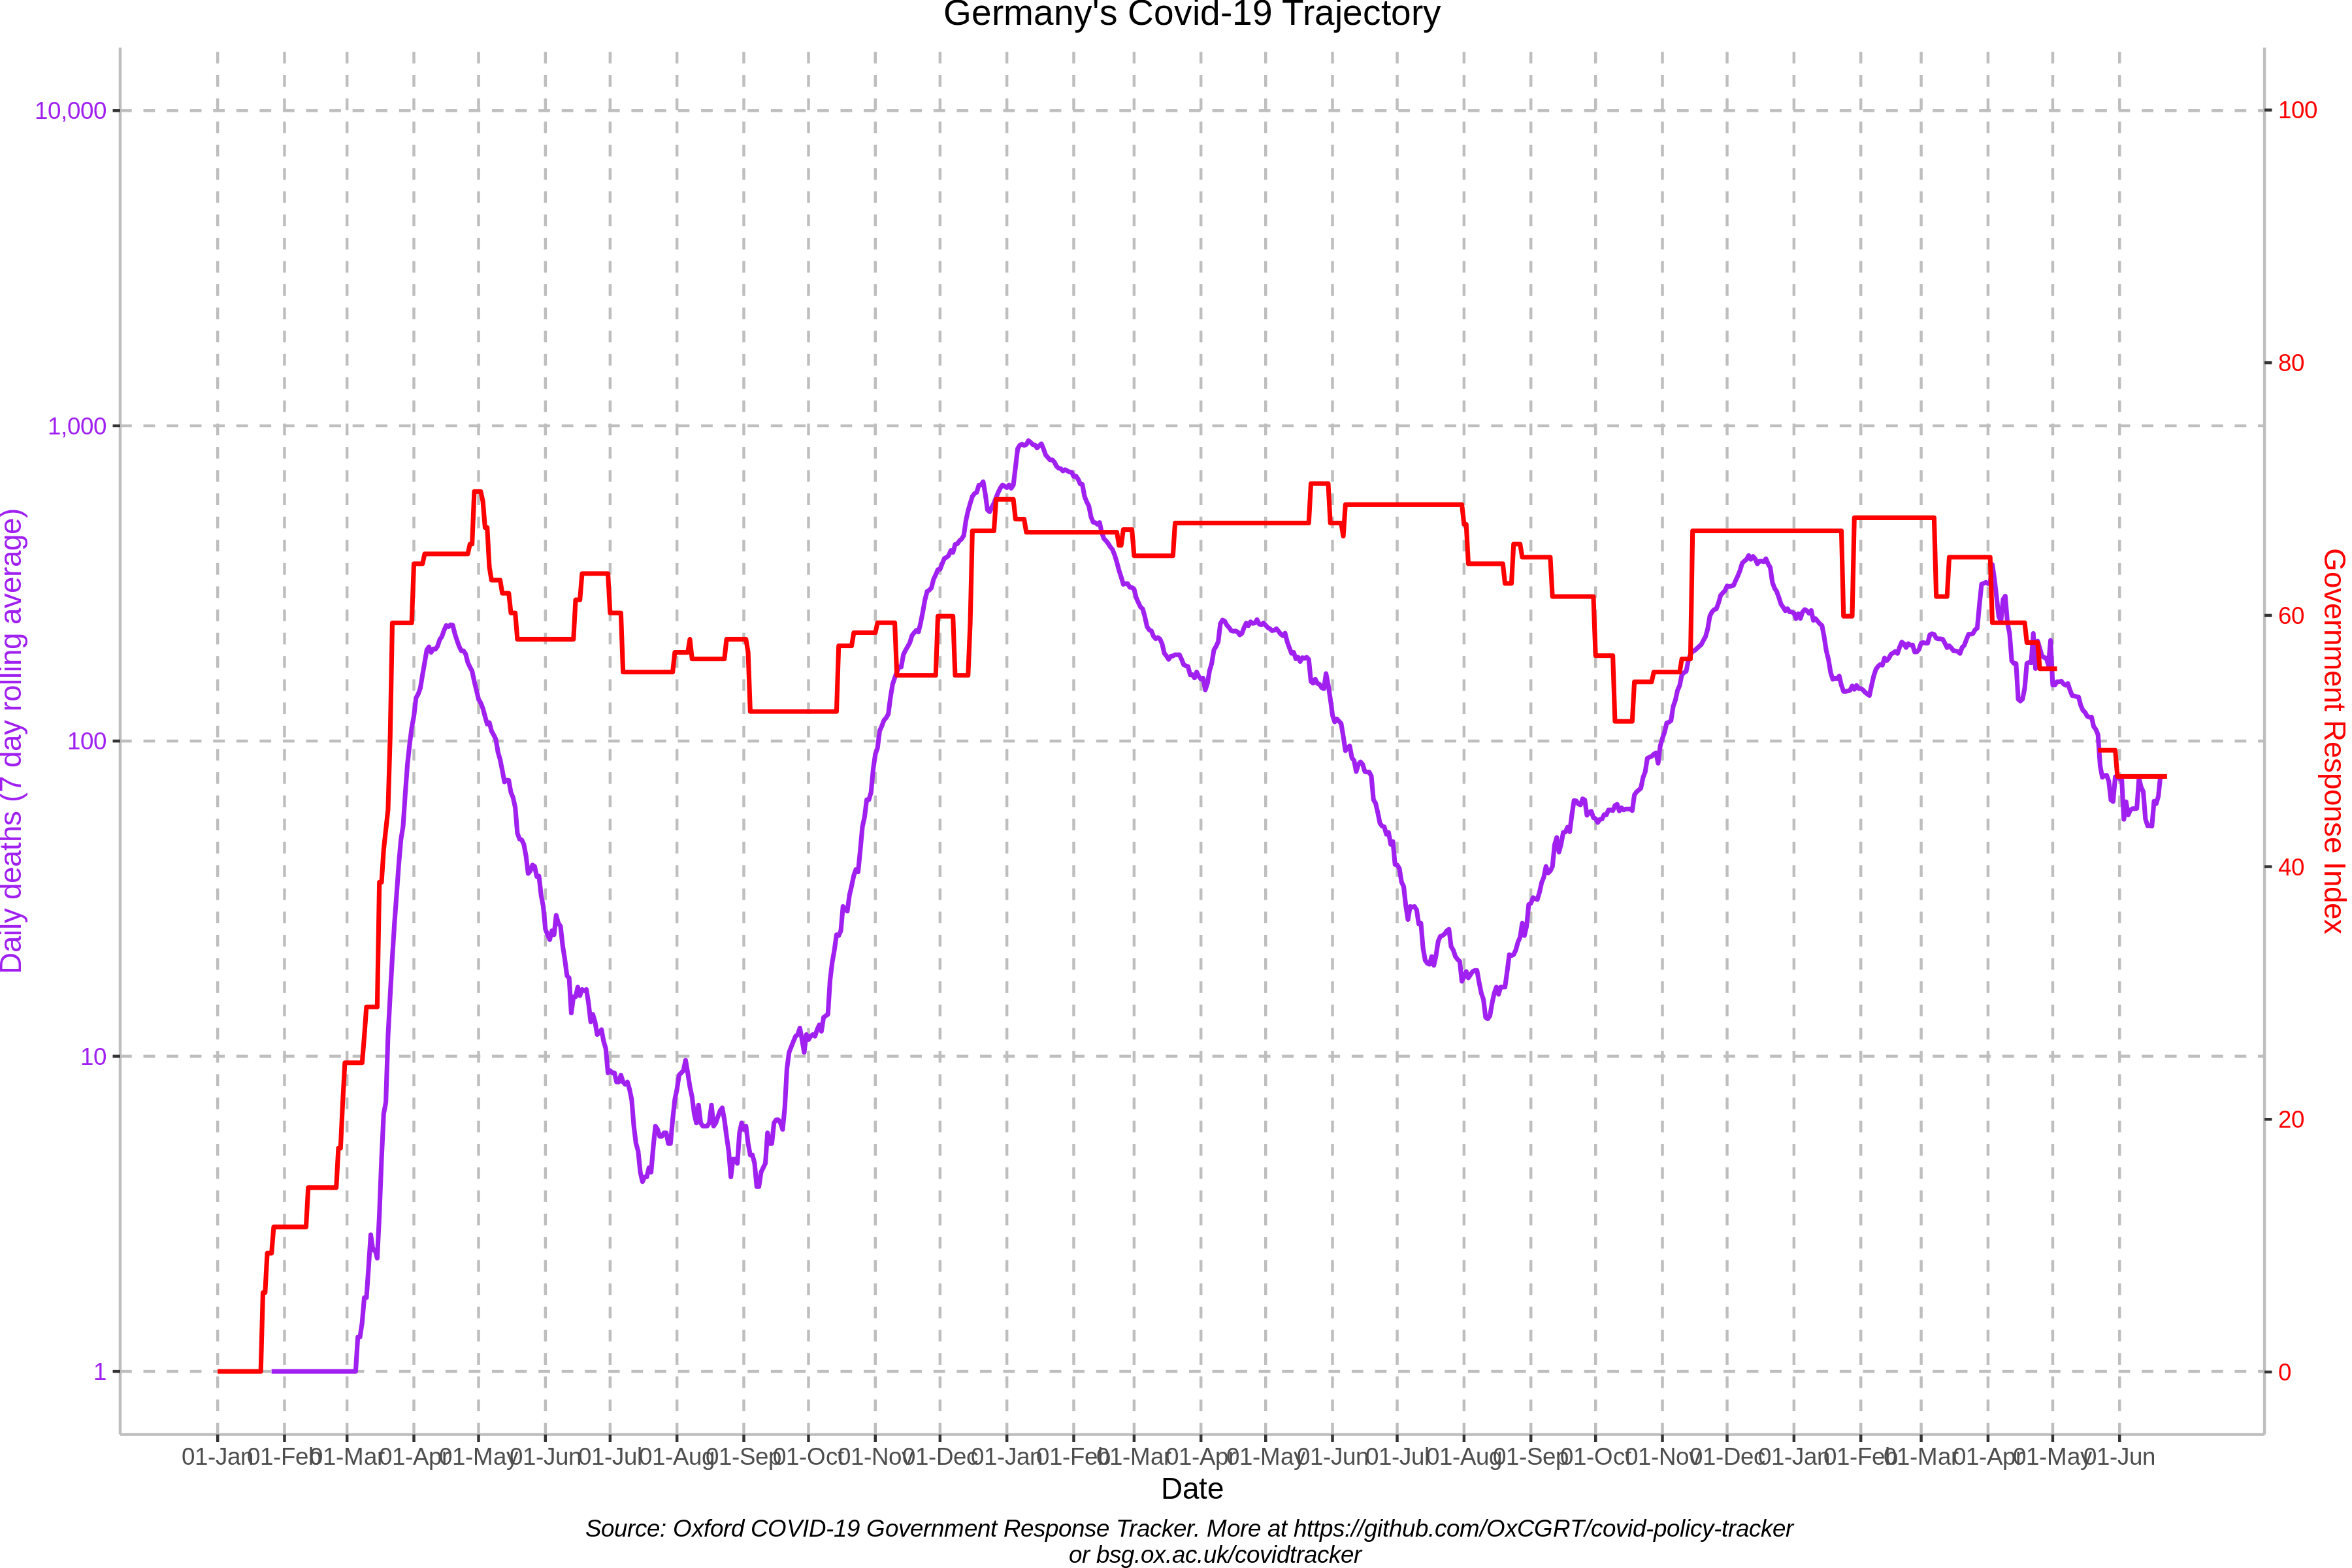 Germany's Covid-19 Trajectory
Daily deaths (7 day rolling average)
10,000
1,000
100
10
1
100
80
60
40
20
0
Government Response Index
01-Jan 01-Feb 01-Mar 01-Apr 01-May 01-Jun 01-Jul 01-Aug 01-Sep 01-Oct 01-Nov 01-Dec 01-Jan 01-Feb 01-Mar 01-Apr 01-May 01-Jun 01-Jul 01-Aug 01-Sep 01-Oct 01-Nov 01-Dec 01-Jan 01-Feb 01-Mar 01-Apr 01-May 01-Jun
Date
Source: Oxford COVID-19 Government Response Tracker. More at https://github.com/OxCGRT/covid-policy-tracker
or bsg.ox.ac.uk/covidtracker